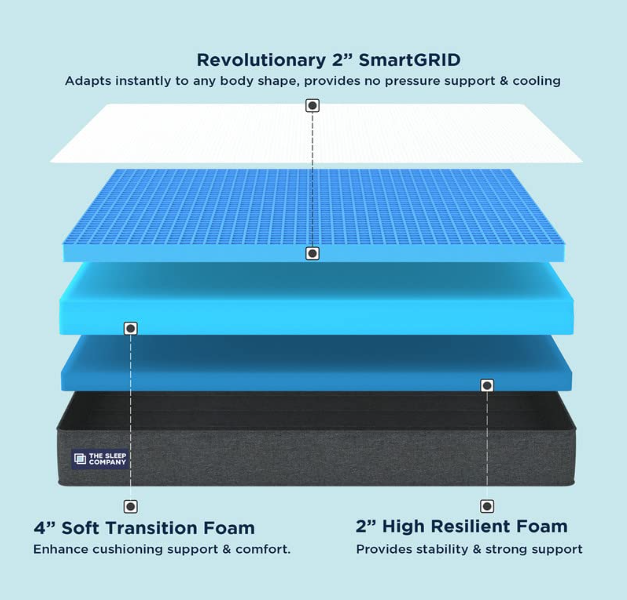 Revolutionary 2” SmartGRID
Adapts instantly to any body shape, provides no pressure support & cooling
THE SLEEP
COMPANY
4” Soft Transition Foam
Enhance cushioning support & comfort.
2” High Resilient Foam
Provides stability & strong support